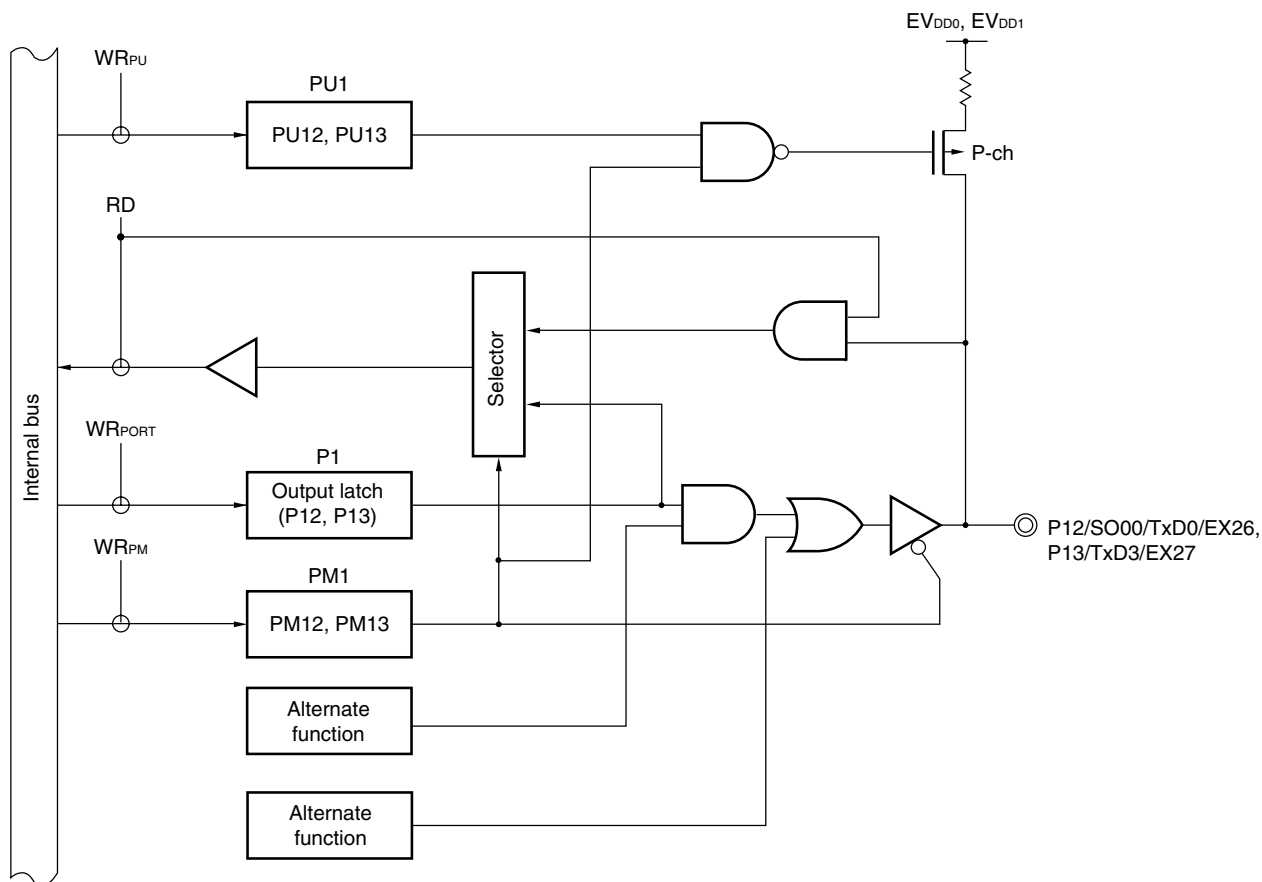 EVDD0, EVDD1
WRPU
PU1
PU12, PU13
P-ch
RD
Selector
Internal bus
WRPORT
P1
Output latch
(P12, P13)
P12/SO00/TxD0/EX26,
P13/TxD3/EX27
WRPM
PM1
PM12, PM13
Alternate
function
Alternate
function